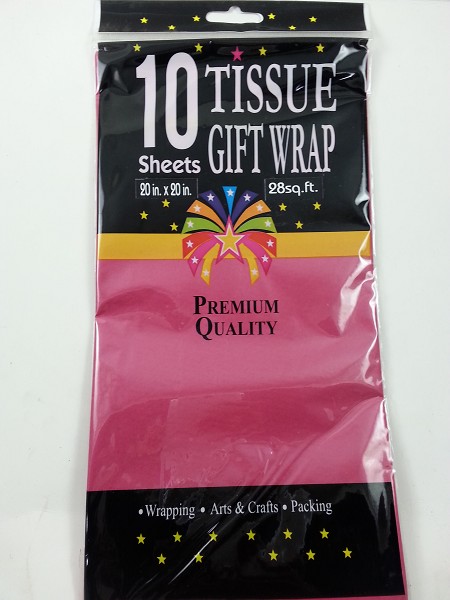 10 TISSUE
Sheets GIFT WRAP
20 in. x 20 in. 28sq.ft.
PREMIUM
QUALITY
• Wrapping • Arts & Crafts • Packing